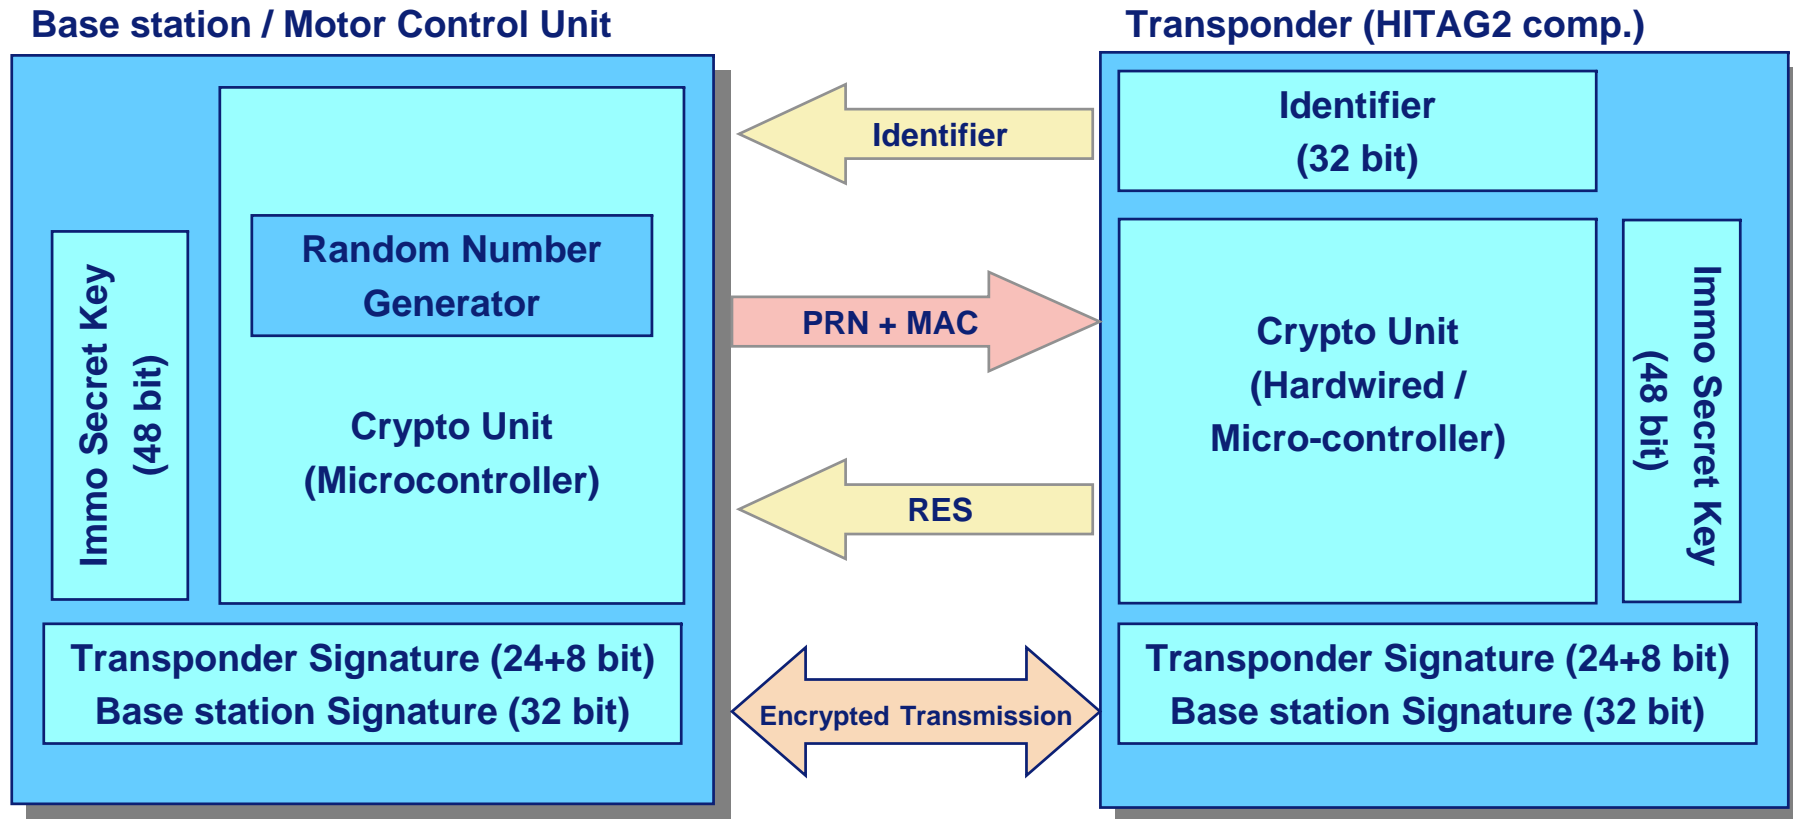 Base station / Motor Control Unit
Immo Secret Key
(48 bit)
Random Number
Generator
Crypto Unit
(Microcontroller)
Transponder Signature (24+8 bit)
Base station Signature (32 bit)
Identifier
PRN + MAC
RES
Encrypted Transmission
Transponder (HITAG2 comp.)
Identifier
(32 bit)
Crypto Unit
(Hardwired /
Micro-controller)
Immo Secret Key
(48 bit)
Transponder Signature (24+8 bit)
Base station Signature (32 bit)